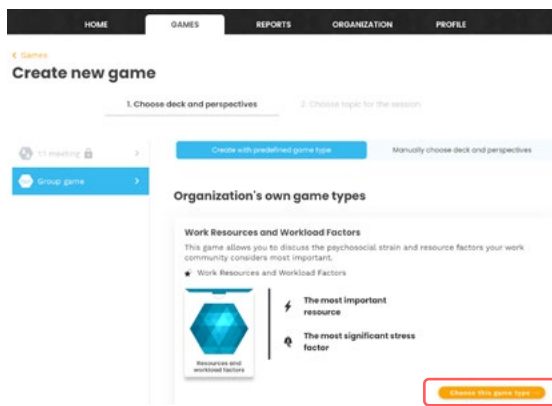 HOME GAMES REPORTS ORGANIZATION PROFILE
< Games
Create new game
1. Choose deck and perspectives 2. Choose topic for the session
1:1 meeting
Group game
Create with predefined game type Manually choose deck and perspectives
Organization's own game types
Work Resources and Workload Factors
This game allows you to discuss the psychosocial strain and resource factors your work
community considers most important.
Work Resources and Workload Factors
The most important
resource
The most significant stress
factor
Resources and
workload factors
Choose this game type